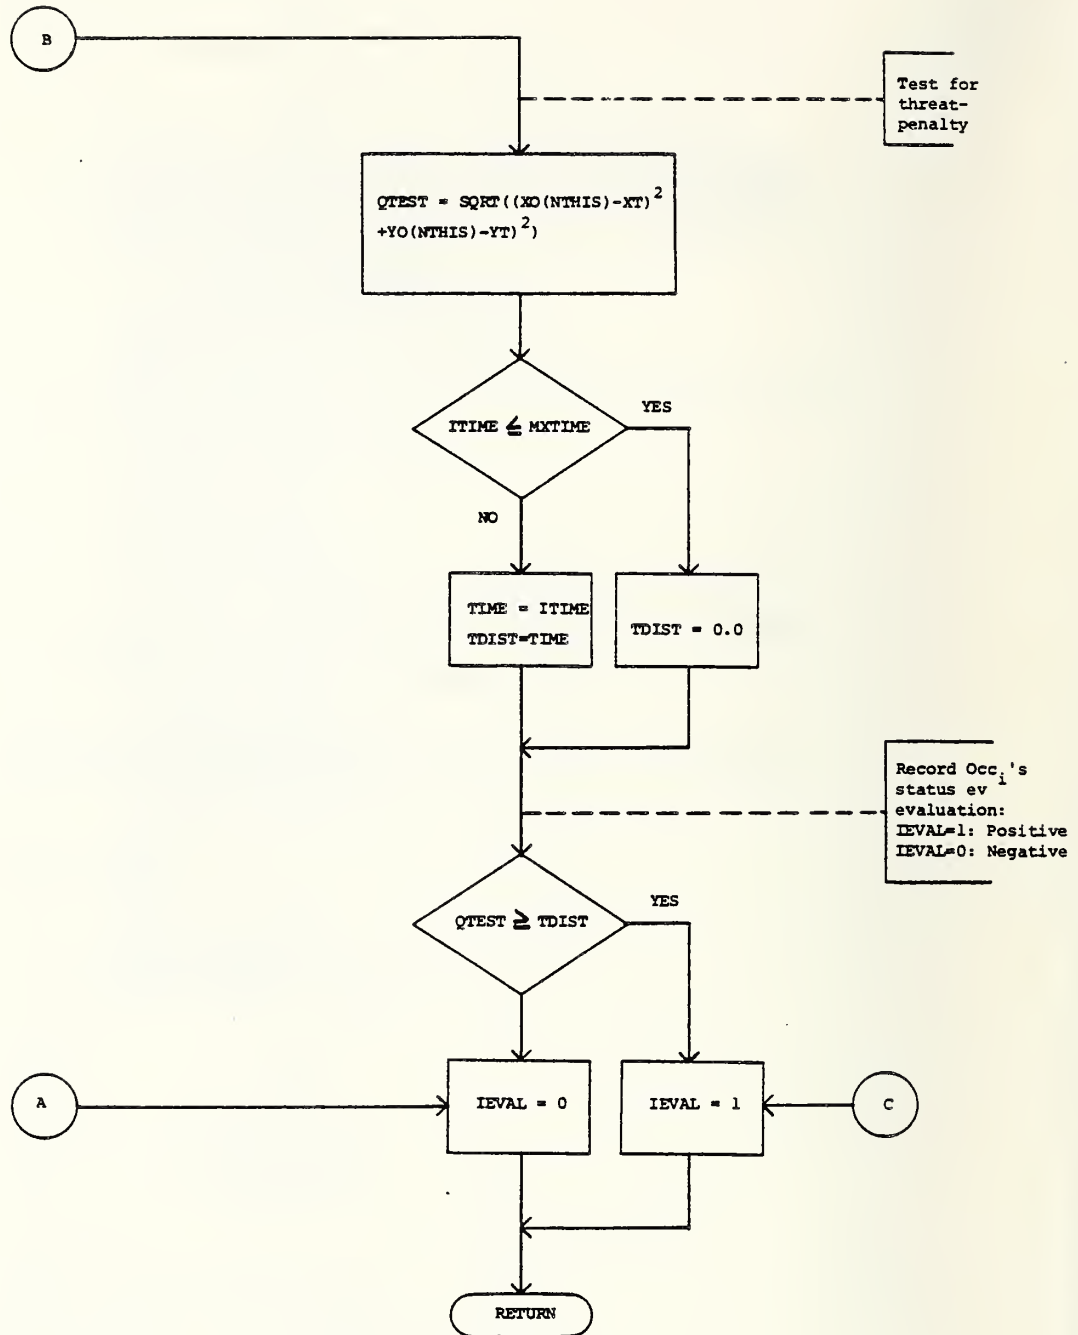 B
Test for
threat-
penalty
QTEST = SQRT((XO(NTHIS)-XT)²
+YO(NTHIS)-YT)²)
ITIME ≦ MXTIME
YES
NO
TIME = ITIME
TDIST=TIME
TDIST = 0.0
Record Occᵢ's
status ev
evaluation:
IEVAL=1: Positive
IEVAL=0: Negative
QTEST ≧ TDIST
YES
A
IEVAL = 0
IEVAL = 1
C
RETURN